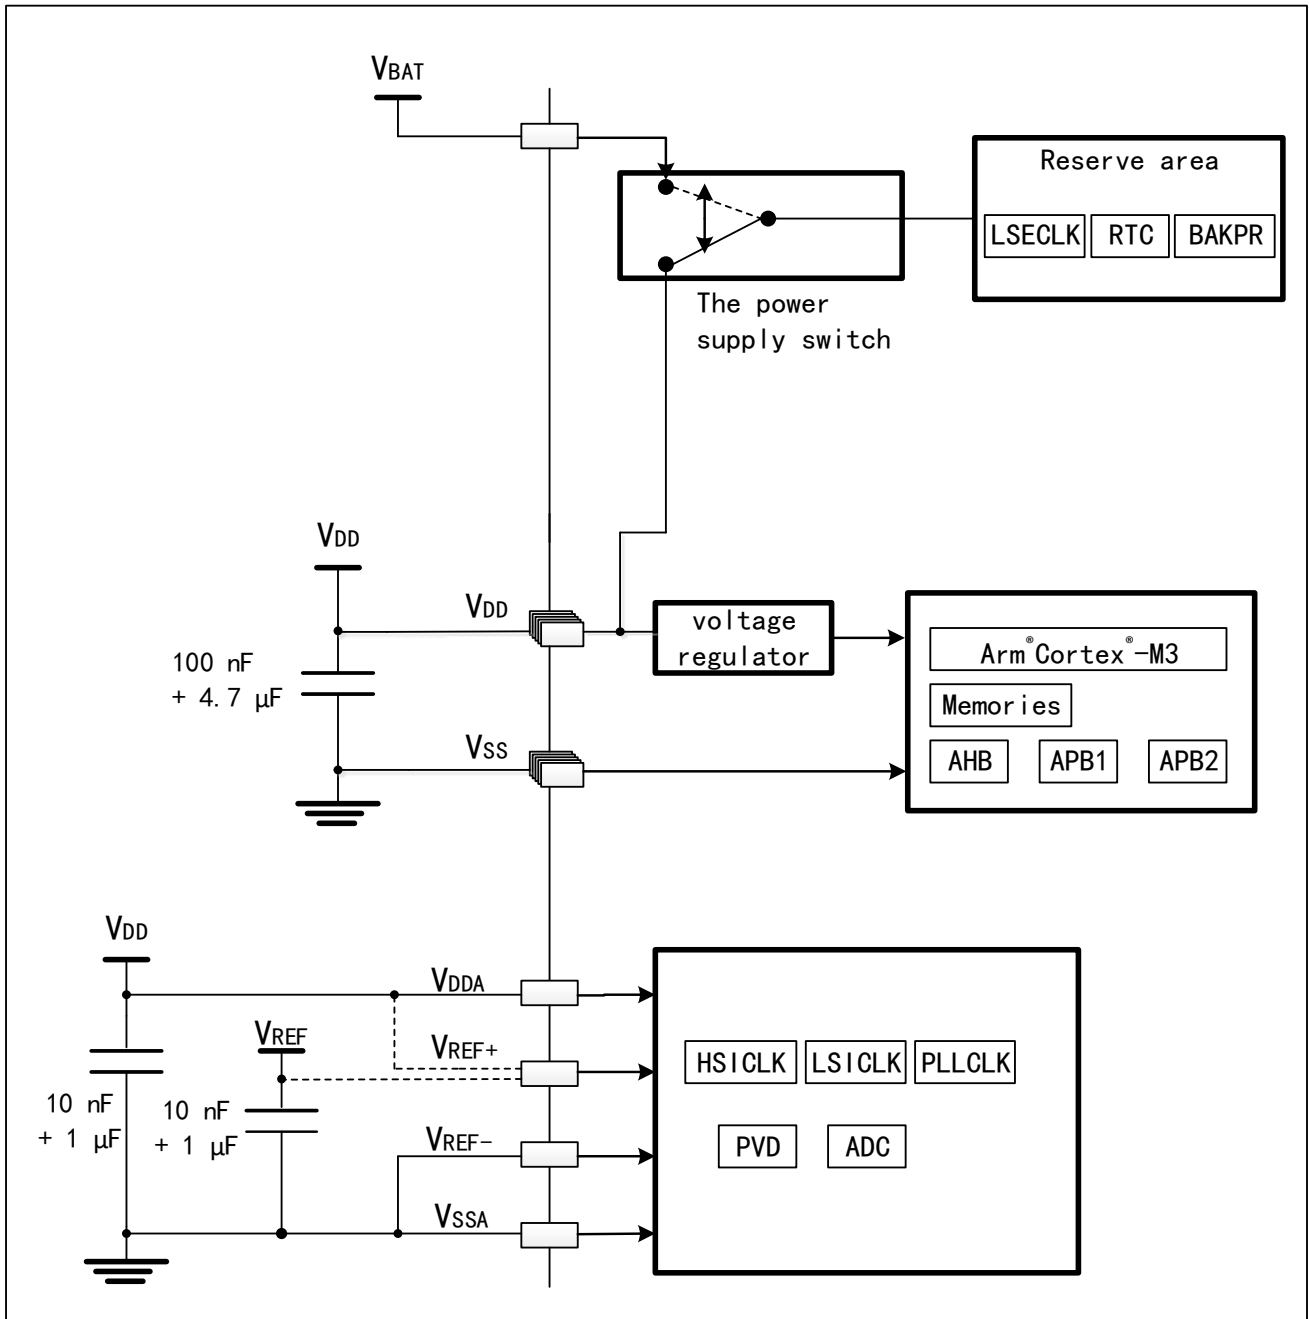 VBAT
Reserve area
LSECLK RTC BAKPR
The power
supply switch
VDD
VDD
voltage
regulator
100 nF
+ 4.7 µF
Arm®Cortex®-M3
Memories
VSS
AHB APB1 APB2
VDD
VDDA
VREF
VREF+
HSICLK LSICLK PLLCLK
10 nF
+ 1 µF
10 nF
+ 1 µF
VREF-
PVD ADC
VSSA